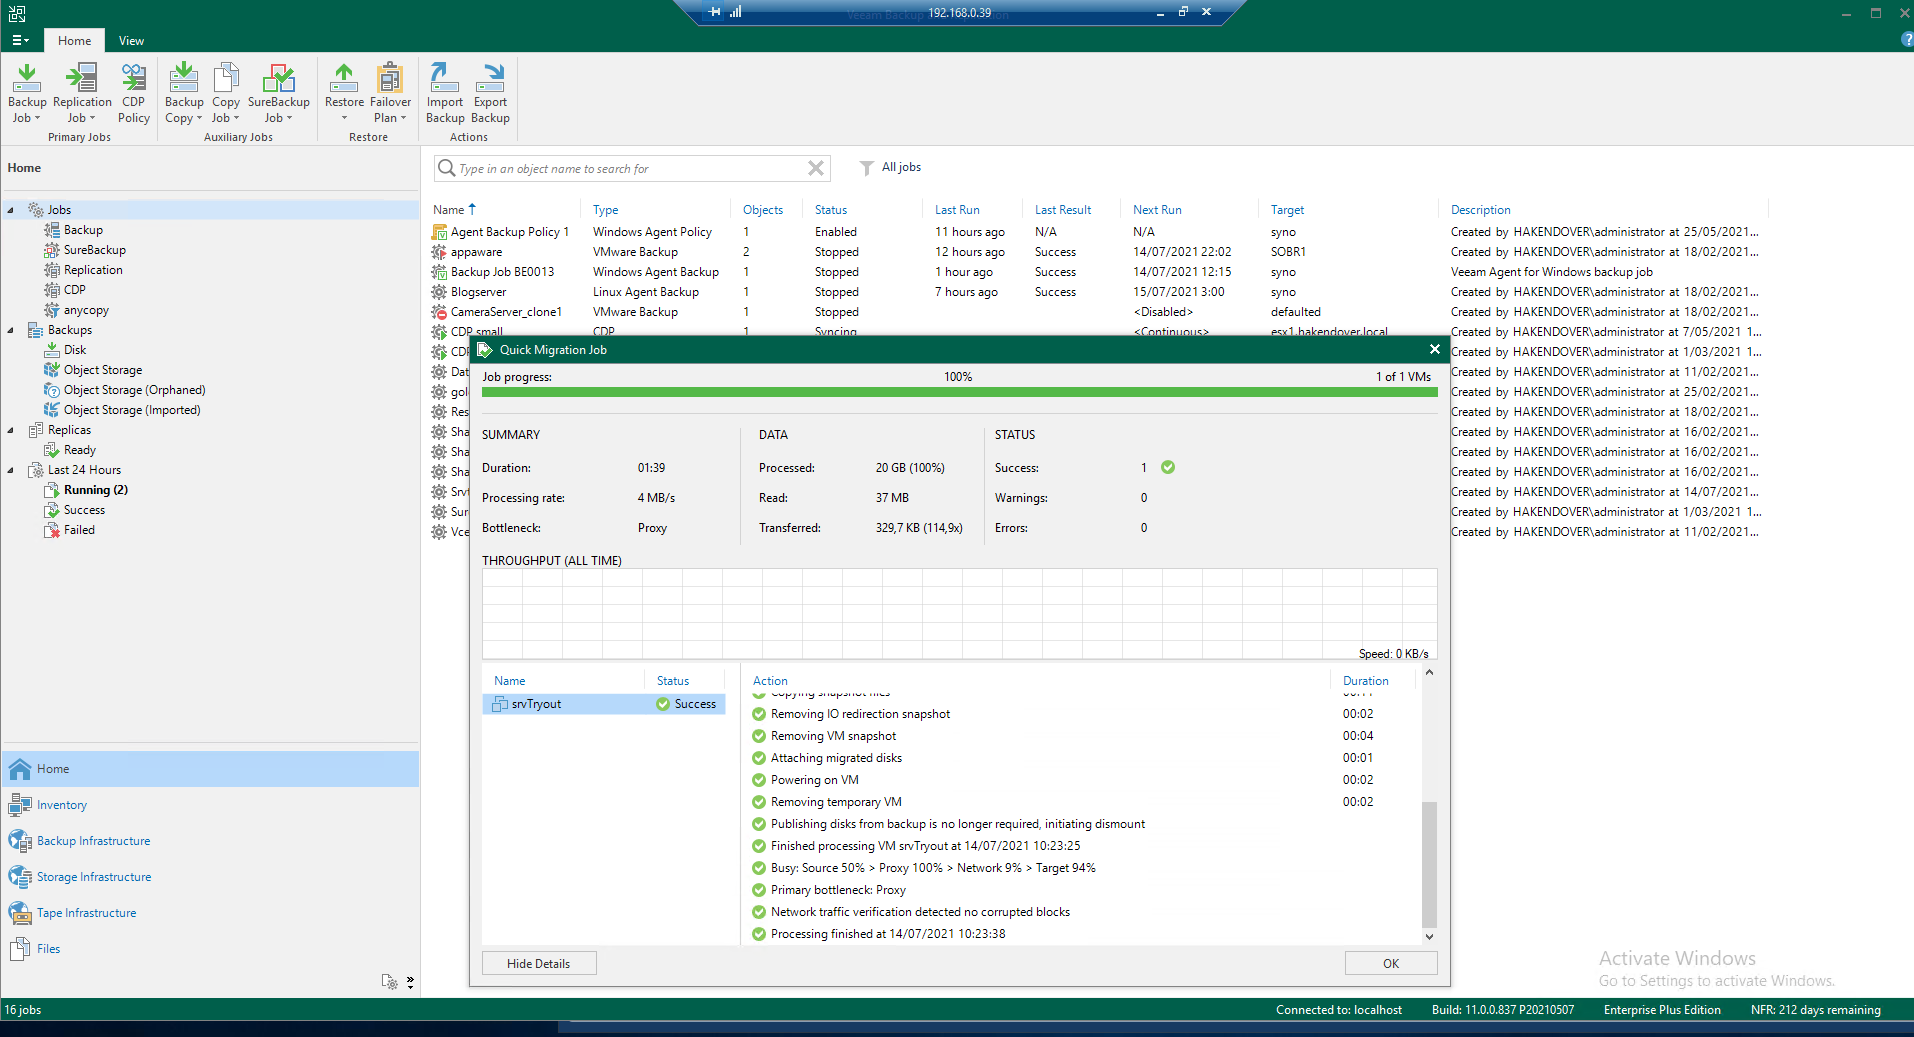 192.168.0.39
Home View
Backup Job Replication Job CDP Policy Backup Copy Copy Job SureBackup Job Restore Failover Plan Import Backup Export Backup
Primary Jobs Auxiliary Jobs Restore Actions
Home
Jobs
Backup
SureBackup
Replication
CDP
anycopy
Backups
Disk
Object Storage
Object Storage (Orphaned)
Object Storage (Imported)
Replicas
Ready
Last 24 Hours
Running (2)
Success
Failed
Home
Inventory
Backup Infrastructure
Storage Infrastructure
Tape Infrastructure
Files
Type in an object name to search for All jobs
Name Type Objects Status Last Run Last Result Next Run Target Description
Agent Backup Policy 1 Windows Agent Policy 1 Enabled 11 hours ago N/A N/A syno Created by HAKENDOVER\administrator at 25/05/2021...
appaware VMware Backup 2 Stopped 12 hours ago Success 14/07/2021 22:02 SOBR1 Created by HAKENDOVER\administrator at 18/02/2021...
Backup Job BE0013 Windows Agent Backup 1 Stopped 1 hour ago Success 14/07/2021 12:15 syno Veeam Agent for Windows backup job
Blogserver Linux Agent Backup 1 Stopped 7 hours ago Success 15/07/2021 3:00 syno Created by HAKENDOVER\administrator at 18/02/2021...
CameraServer_clone1 VMware Backup 1 Stopped <Disabled> defaulted Created by HAKENDOVER\administrator at 18/02/2021...
CDP small CDP 1 Syncing <Continuous> esx1.hakendover.local Created by HAKENDOVER\administrator at 7/05/2021 1...
CD Created by HAKENDOVER\administrator at 1/03/2021 1...
Dat Created by HAKENDOVER\administrator at 11/02/2021...
gol Created by HAKENDOVER\administrator at 25/02/2021...
Res Created by HAKENDOVER\administrator at 18/02/2021...
Sha Created by HAKENDOVER\administrator at 16/02/2021...
Sha Created by HAKENDOVER\administrator at 16/02/2021...
Sha Created by HAKENDOVER\administrator at 16/02/2021...
Srv Created by HAKENDOVER\administrator at 14/07/2021...
Sur Created by HAKENDOVER\administrator at 1/03/2021 1...
Vce Created by HAKENDOVER\administrator at 11/02/2021...
Quick Migration Job
Job progress: 100% 1 of 1 VMs
SUMMARY DATA STATUS
Duration: 01:39 Processed: 20 GB (100%) Success: 1
Processing rate: 4 MB/s Read: 37 MB Warnings: 0
Bottleneck: Proxy Transferred: 329,7 KB (114,9x) Errors: 0
THROUGHPUT (ALL TIME)
Speed: 0 KB/s
Name Status Action Duration
srvTryout Success
Copying snapshot files 00:11
Removing IO redirection snapshot 00:02
Removing VM snapshot 00:04
Attaching migrated disks 00:01
Powering on VM 00:02
Removing temporary VM 00:02
Publishing disks from backup is no longer required, initiating dismount
Finished processing VM srvTryout at 14/07/2021 10:23:25
Busy: Source 50% > Proxy 100% > Network 9% > Target 94%
Primary bottleneck: Proxy
Network traffic verification detected no corrupted blocks
Processing finished at 14/07/2021 10:23:38
Hide Details OK
Activate Windows
Go to Settings to activate Windows.
16 jobs Connected to: localhost Build: 11.0.0.837 P20210507 Enterprise Plus Edition NFR: 212 days remaining